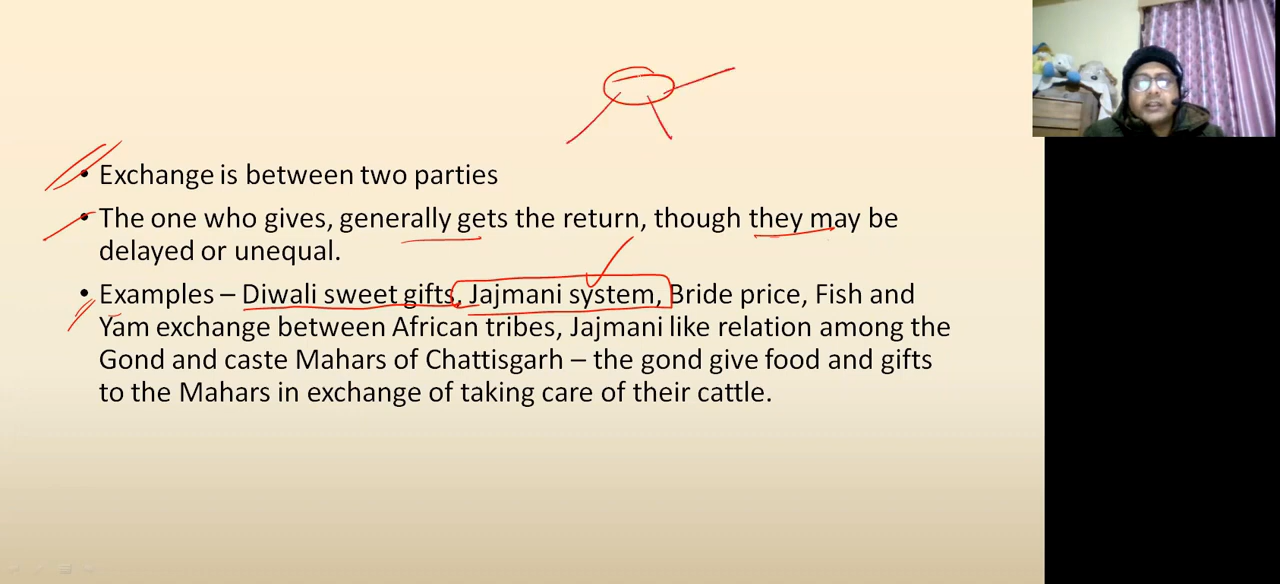 • Exchange is between two parties
• The one who gives, generally gets the return, though they may be
delayed or unequal.
• Examples – Diwali sweet gifts, Jajmani system, Bride price, Fish and
Yam exchange between African tribes, Jajmani like relation among the
Gond and caste Mahars of Chattisgarh – the gond give food and gifts
to the Mahars in exchange of taking care of their cattle.